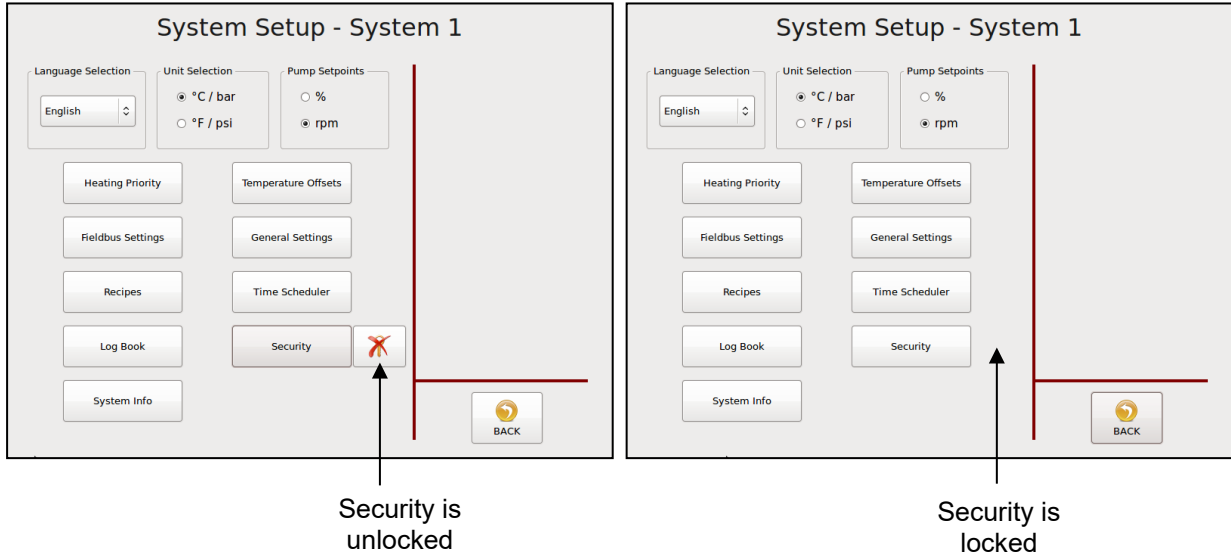 System Setup - System 1
Language Selection
Unit Selection
Pump Setpoints
English
°C / bar
°F / psi
%
rpm
Heating Priority
Temperature Offsets
Fieldbus Settings
General Settings
Recipes
Time Scheduler
Log Book
Security
System Info
BACK
Security is
unlocked
System Setup - System 1
Language Selection
Unit Selection
Pump Setpoints
English
°C / bar
°F / psi
%
rpm
Heating Priority
Temperature Offsets
Fieldbus Settings
General Settings
Recipes
Time Scheduler
Log Book
Security
System Info
BACK
Security is
locked